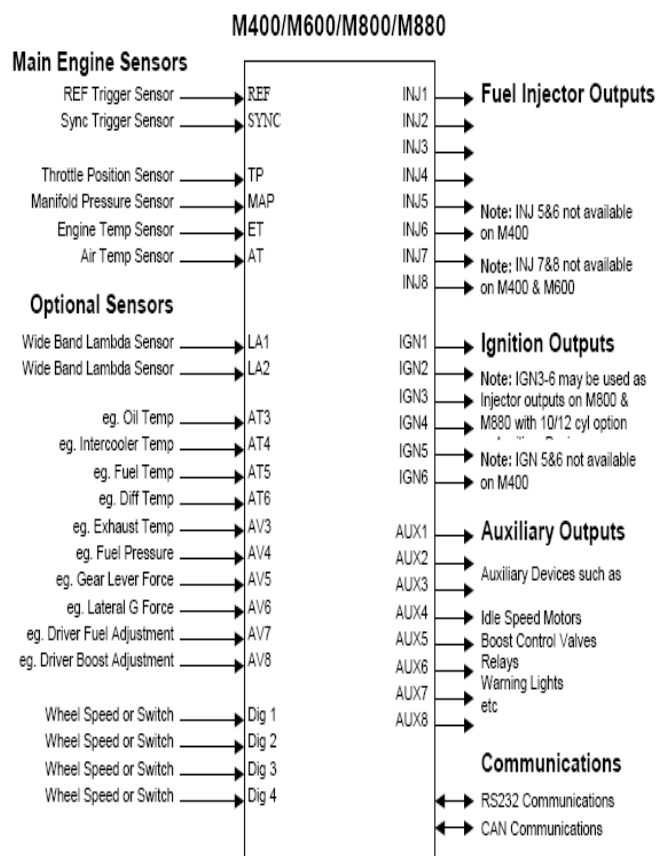 M400/M600/M800/M880
Main Engine Sensors
REF Trigger Sensor
Sync Trigger Sensor
Throttle Position Sensor
Manifold Pressure Sensor
Engine Temp Sensor
Air Temp Sensor
Optional Sensors
Wide Band Lambda Sensor
Wide Band Lambda Sensor
eg. Oil Temp
eg. Intercooler Temp
eg. Fuel Temp
eg. Diff Temp
eg. Exhaust Temp
eg. Fuel Pressure
eg. Gear Lever Force
eg. Lateral G Force
eg. Driver Fuel Adjustment
eg. Driver Boost Adjustment
Wheel Speed or Switch
Wheel Speed or Switch
Wheel Speed or Switch
Wheel Speed or Switch
REF
SYNC
TP
MAP
ET
AT
LA1
LA2
AT3
AT4
AT5
AT6
AV3
AV4
AV5
AV6
AV7
AV8
Dig 1
Dig 2
Dig 3
Dig 4
INJ1
INJ2
INJ3
INJ4
INJ5
INJ6
INJ7
INJ8
IGN1
IGN2
IGN3
IGN4
IGN5
IGN6
AUX1
AUX2
AUX3
AUX4
AUX5
AUX6
AUX7
AUX8
Fuel Injector Outputs
Note: INJ 5&6 not available
on M400
Note: INJ 7&8 not available
on M400 & M600
Ignition Outputs
Note: IGN3-6 may be used as
Injector outputs on M800 &
M880 with 10/12 cyl option
Note: IGN 5&6 not available
on M400
Auxiliary Outputs
Auxiliary Devices such as
Idle Speed Motors
Boost Control Valves
Relays
Warning Lights
etc
Communications
RS232 Communications
CAN Communications